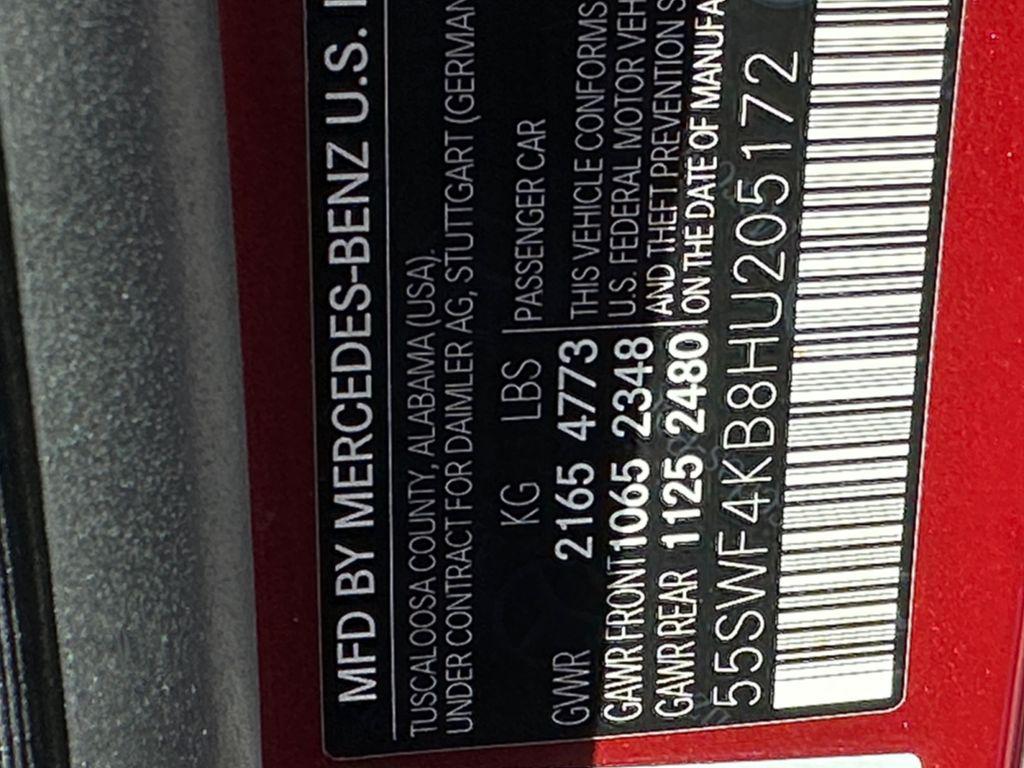 MFD BY MERCEDES-BENZ U.S.
TUSCALOOSA COUNTY, ALABAMA (USA).
UNDER CONTRACT FOR DAIMLER AG, STUTTGART (GERMAN
KG LBS PASSENGER CAR
GVWR 2165 4773 THIS VEHICLE CONFORMS
GAWR FRONT 1065 2348 U.S. FEDERAL MOTOR VEH
GAWR REAR 1125 2480 AND THEFT PREVENTION S
ON THE DATE OF MANUFA
55SWF4KB8HU205172